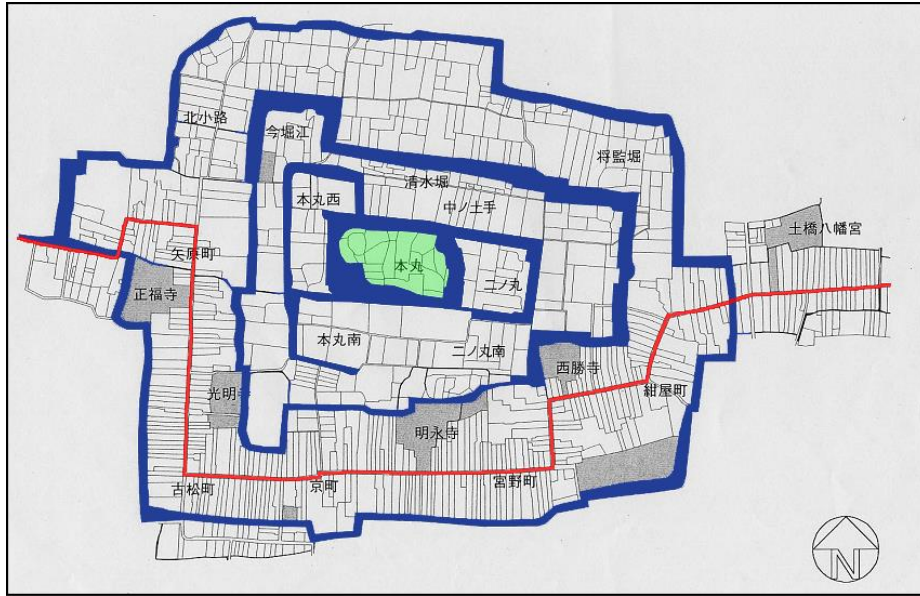 北小路
今堀江
将監堀
清水堀
本丸西
中ノ土手
土橋八幡宮
矢原町
本丸
二ノ丸
正福寺
本丸南
二ノ丸南
西勝寺
光明寺
紺屋町
明永寺
古松町
京町
宮野町
N